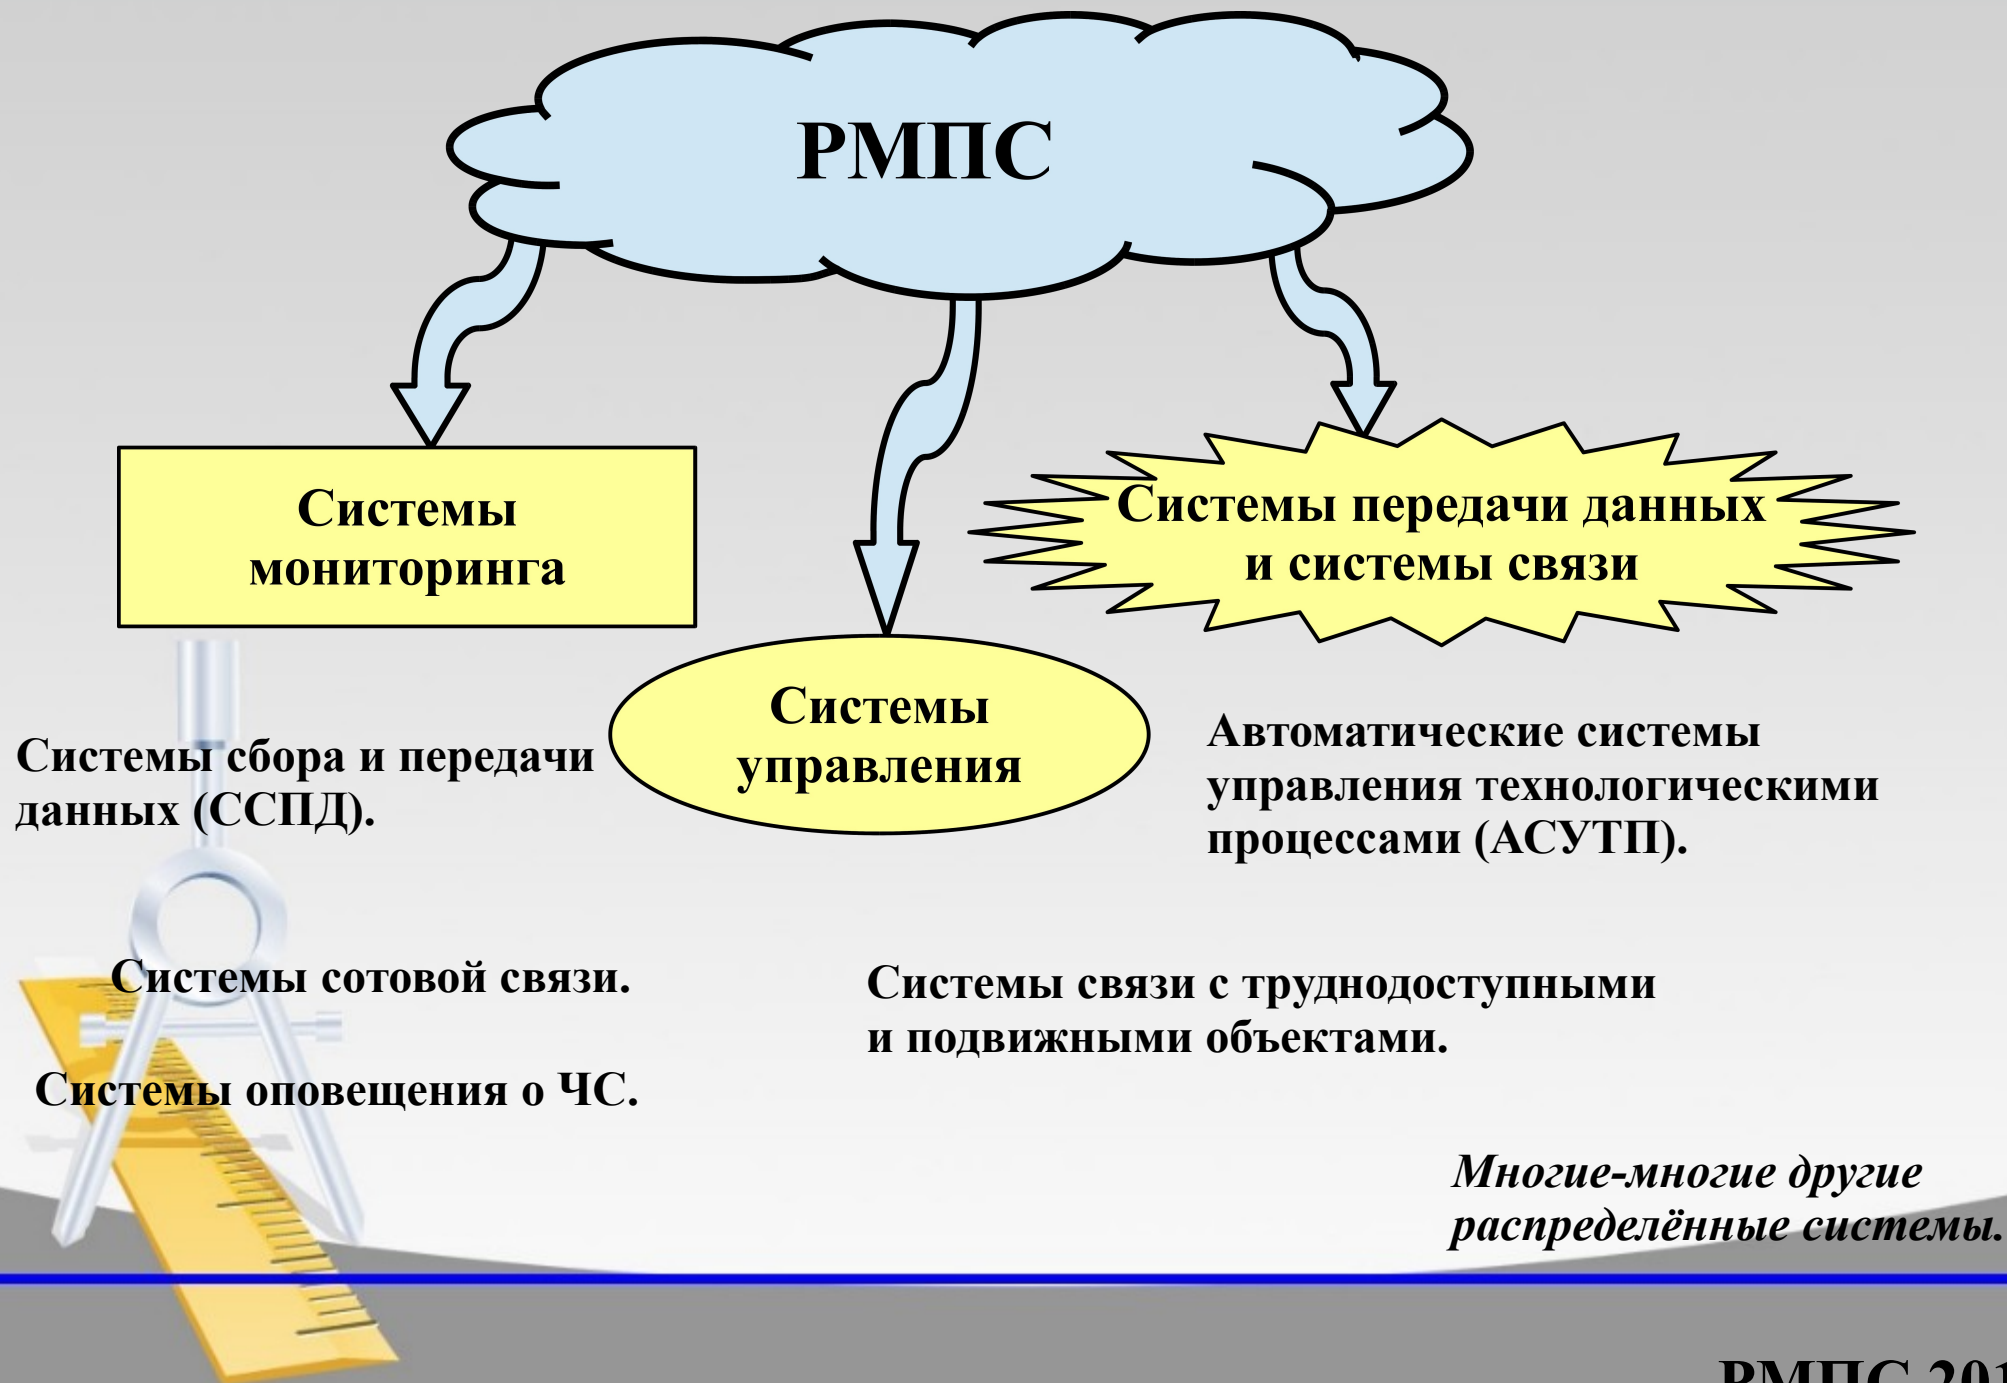 РМПС
Системы
мониторинга
Системы передачи данных
и системы связи
Системы
управления
Системы сбора и передачи
данных (ССПД).
Автоматические системы
управления технологическими
процессами (АСУТП).
Системы сотовой связи.
Системы связи с труднодоступными
и подвижными объектами.
Системы оповещения о ЧС.
Многие-многие другие
распределённые системы.
РМПС